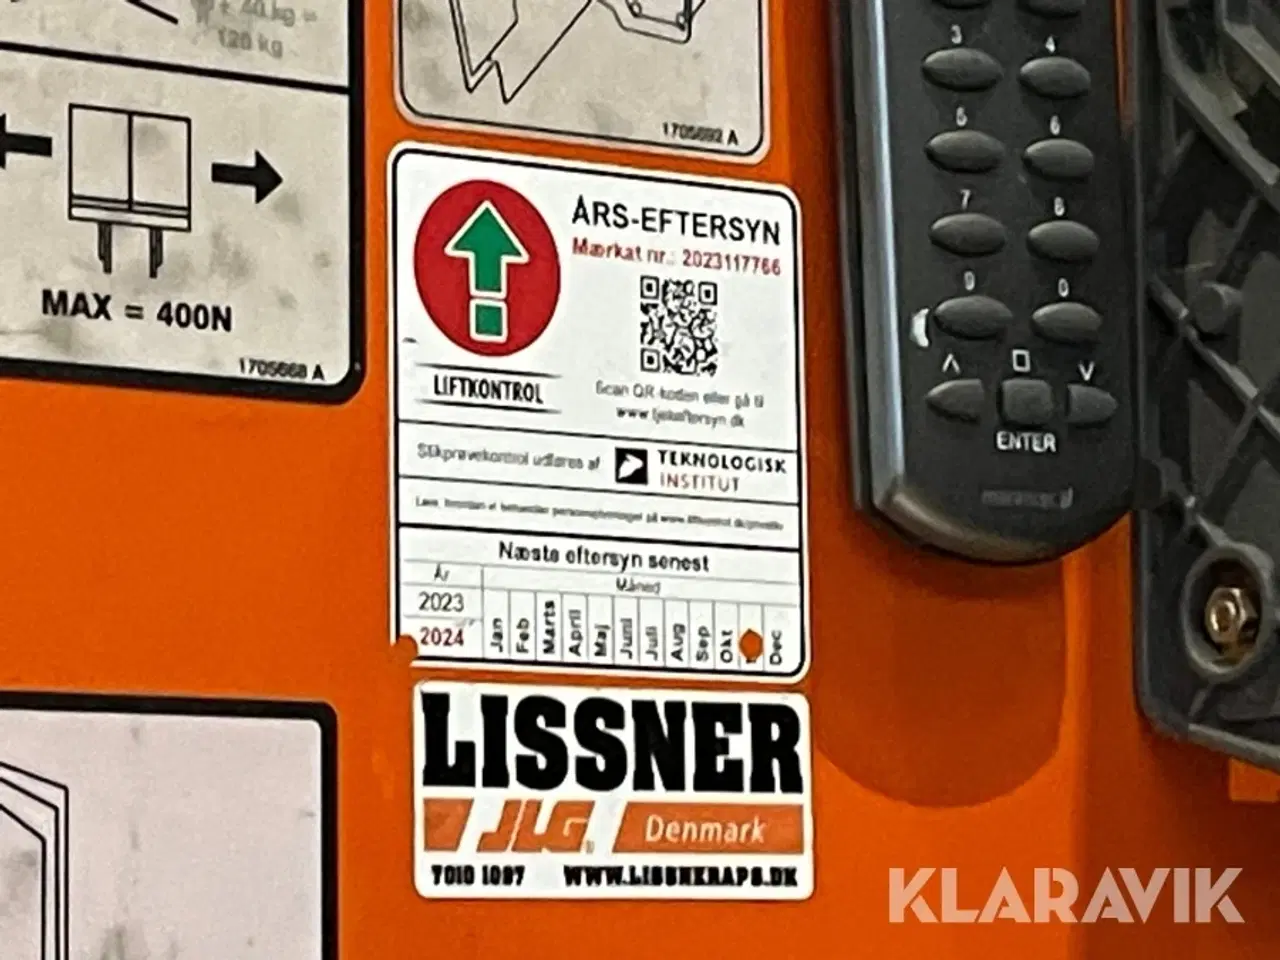 120 kg
MAX = 400N
1705668 A
1705692 A
ÅRS-EFTERSYN
Mærkat nr.: 2023117766
LIFTKONTROL
Scan QR-koden eller gå til
www.tjekeftersyn.dk
Stikprøvekontrol udføres af
TEKNOLOGISK
INSTITUT
Næste eftersyn senest
År
Måned
2023
2024
Jan
Feb
Marts
April
Maj
Juni
Juli
Aug
Sep
Okt
Dec
LISSNER
JLG
Denmark
7010 1097 WWW.LISSNERAPS.DK
3 4
5 6
7 8
9 0
ENTER
KLARAVIK